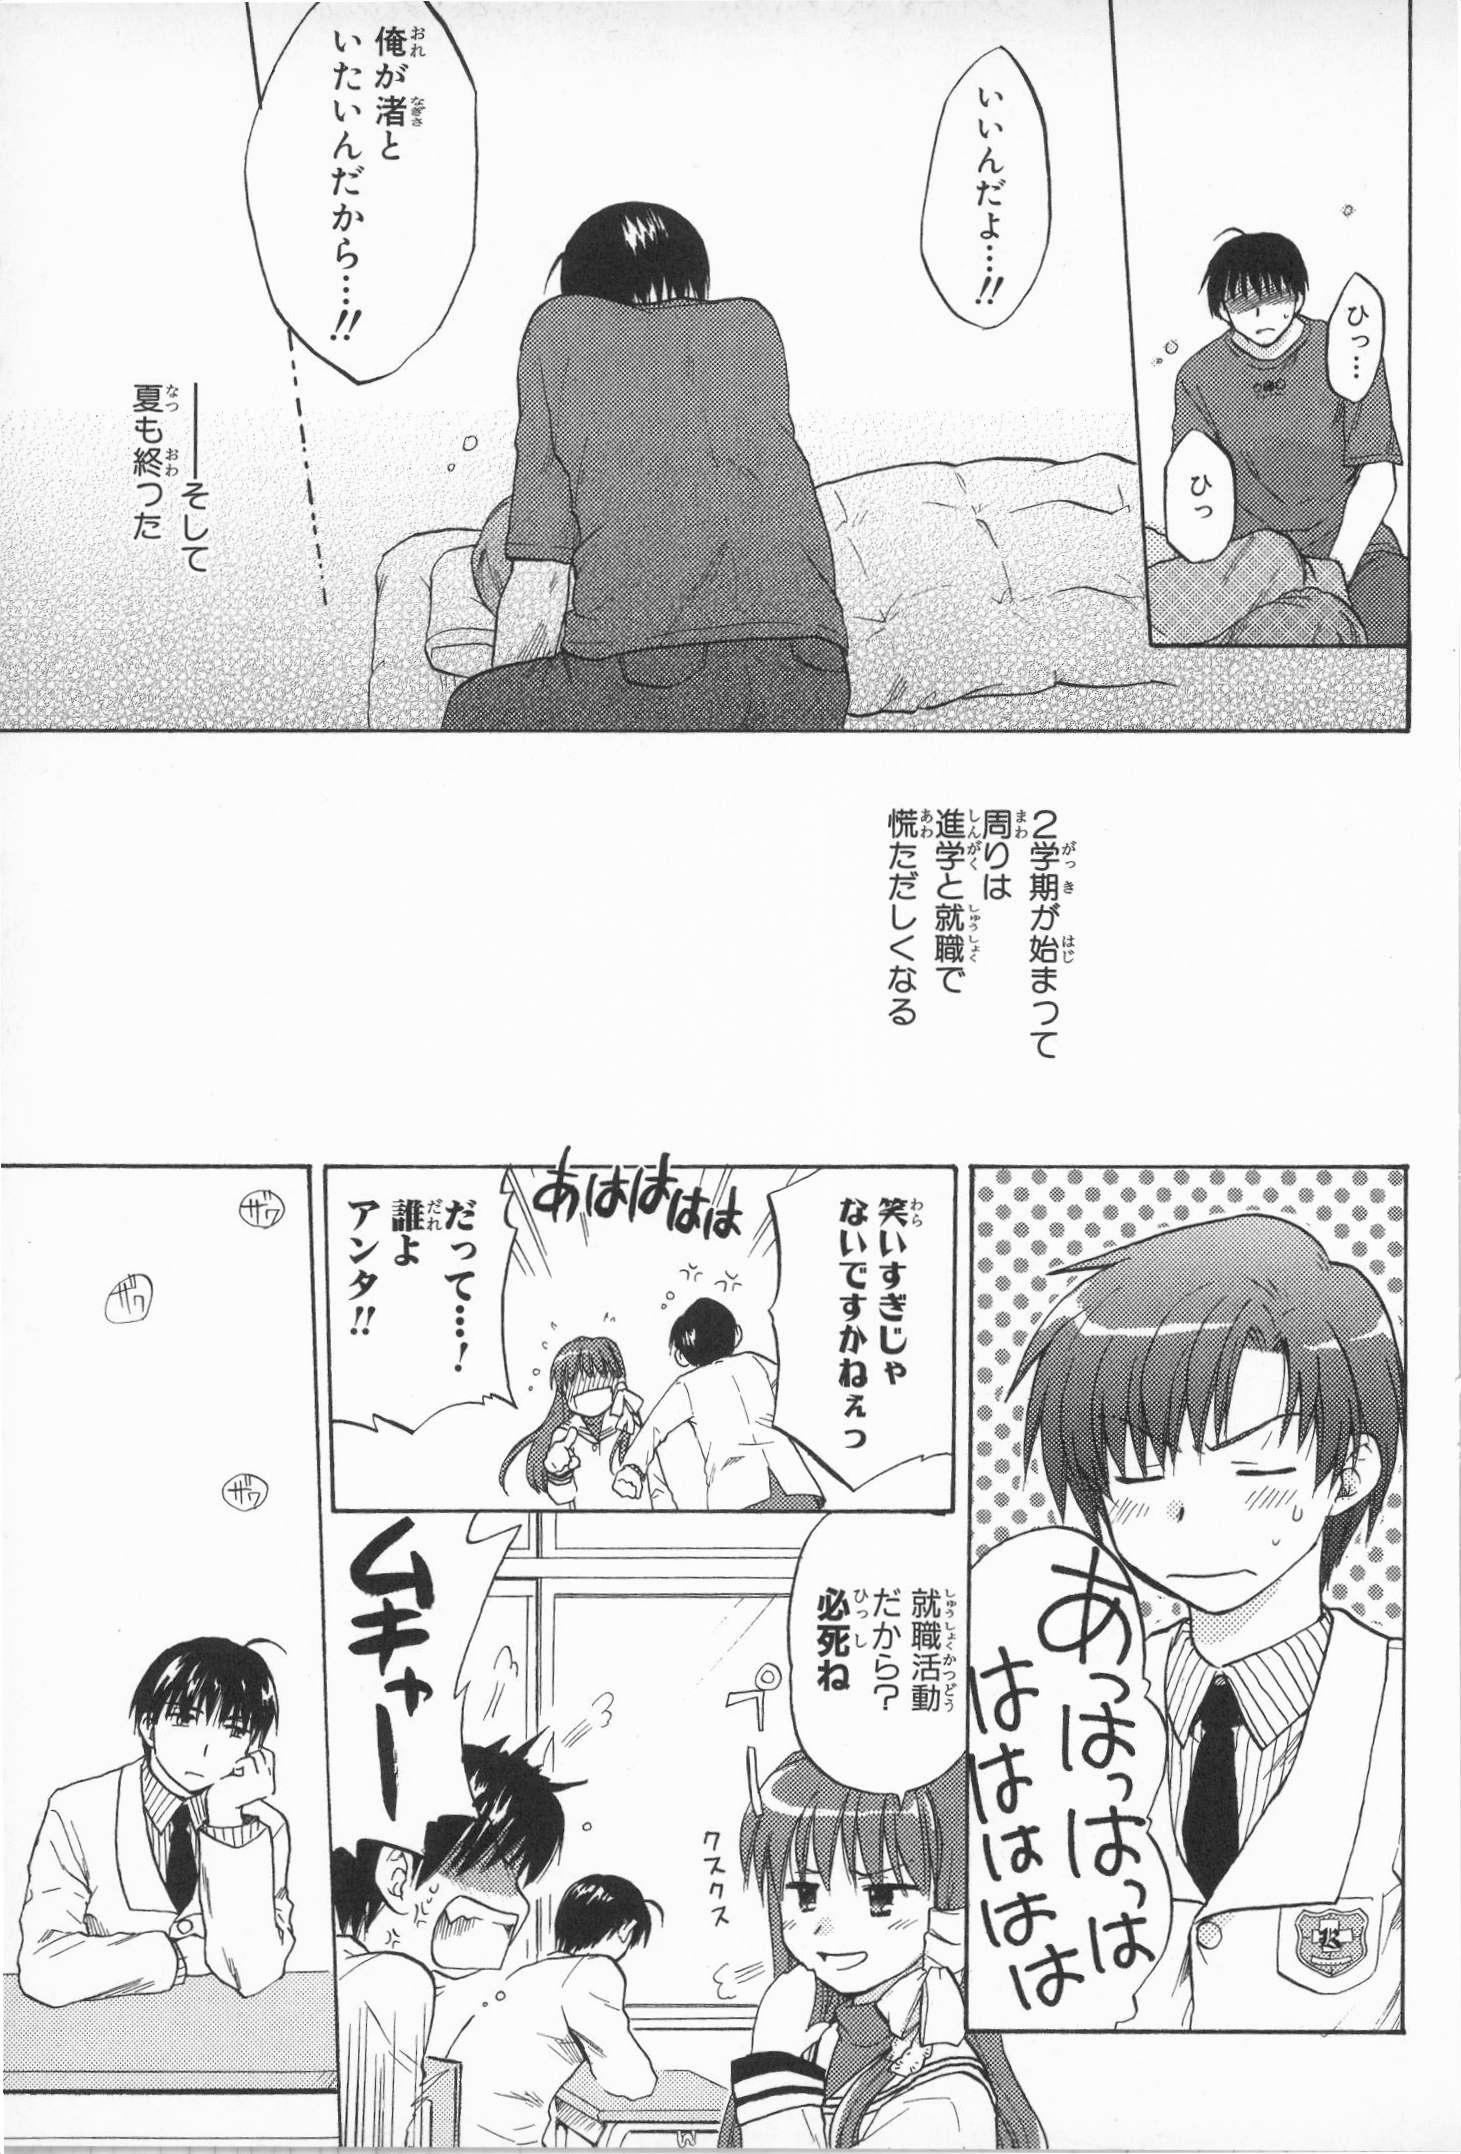 ひっ…
ひっ
いいんだよ…!!
俺が渚と
いたいんだから…!!
――そして
夏も終った
2学期が始まって
周りは
進学と就職で
慌ただしくなる
あっはっはっは
はははははは
笑いすぎじゃ
ないですかねぇっ
あはははは
だって…!
誰よ
アンタ!!
就職活動
だから?
必死ね
プー
クスクス
ムキャー
ザワ
ザワ
ザワ